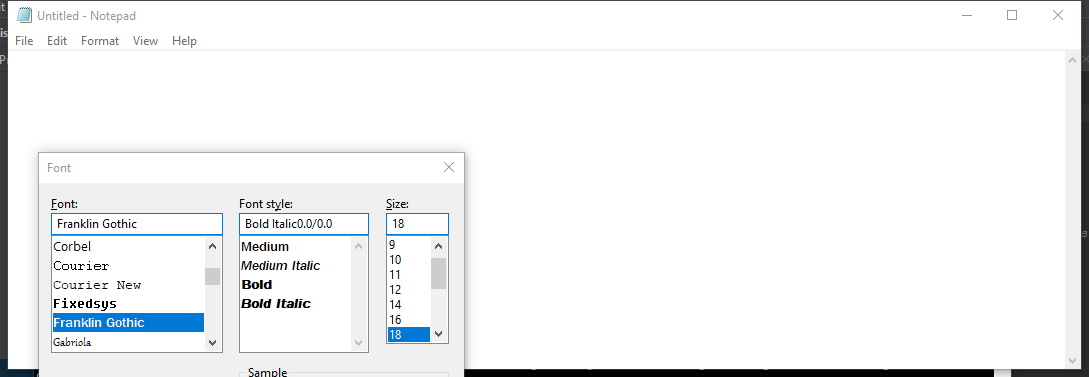 Untitled - Notepad
File Edit Format View Help
Font
Font: Font style: Size:
Franklin Gothic Bold Italic0.0/0.0 18
Corbel Medium 9
Courier Medium Italic 10
Courier New Bold 11
Fixedsys Bold Italic 12
Franklin Gothic 14
Gabriola 16
18
Sample